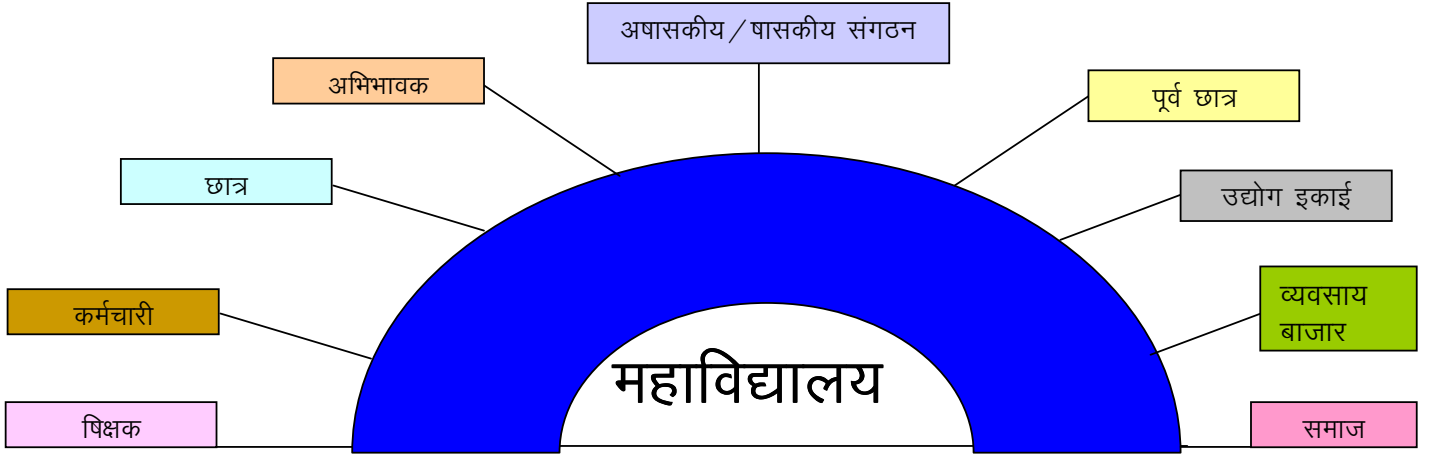 अषासकीय/षासकीय संगठन
अभिभावक
पूर्व छात्र
छात्र
उद्योग इकाई
कर्मचारी
व्यवसाय
बाजार
महाविद्यालय
षिक्षक
समाज